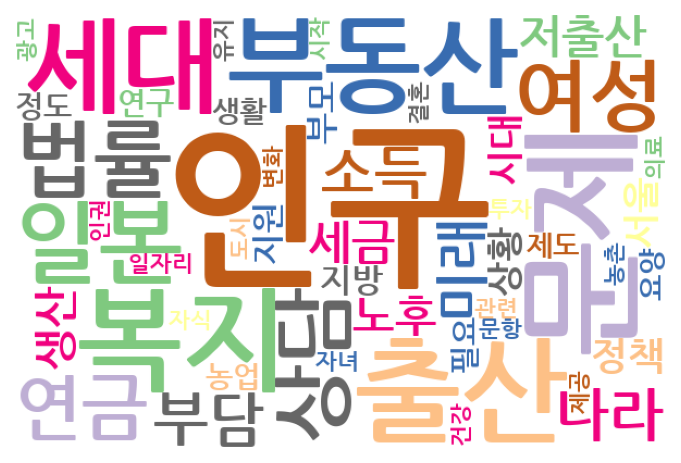 광고
세대
유지
부동산
시작
저출산
정도
연구
생활
부모
결혼
여성
법률
인구
변화
소득
시대
문제
의료
서울
일본
인권
일자리
도시
지원
세금
지방
미래
투자
상황
제도
농촌
요양
생산
복지
자식
상담
노후
관련
필요
문항
자녀
농업
출산
정책
연금
부담
건강
제공
나라